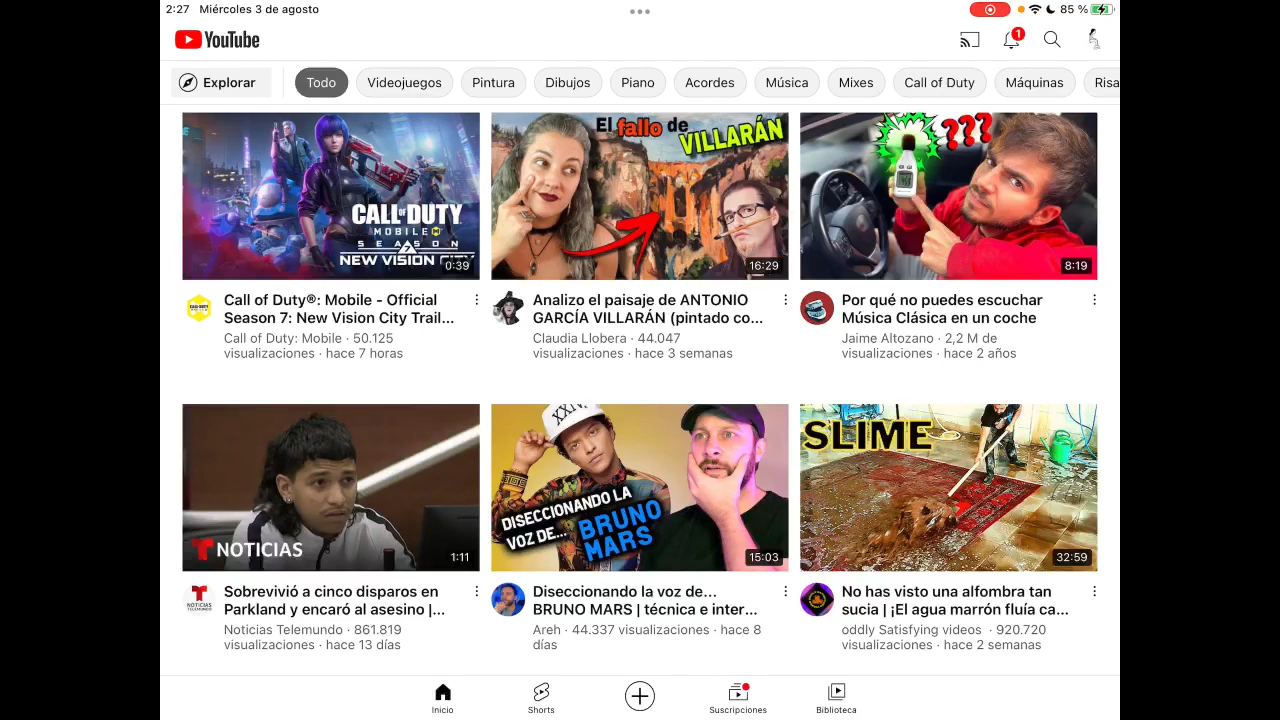 2:27 Miércoles 3 de agosto
85 %
YouTube
1
Explorar
Todo
Videojuegos
Pintura
Dibujos
Piano
Acordes
Música
Mixes
Call of Duty
Máquinas
Risa
CALL OF DUTY
MOBILE
SEASON
7
NEW VISION CITY
0:39
El fallo de
VILLARÁN
16:29
???
8:19
Call of Duty®: Mobile - Official
Season 7: New Vision City Trail...
Call of Duty: Mobile · 50.125
visualizaciones · hace 7 horas
Analizo el paisaje de ANTONIO
GARCÍA VILLARÁN (pintado co...
Claudia Llobera · 44.047
visualizaciones · hace 3 semanas
Por qué no puedes escuchar
Música Clásica en un coche
Jaime Altozano · 2,2 M de
visualizaciones · hace 2 años
NOTICIAS
1:11
XXIV
DISECCIONANDO LA
VOZ DE...
BRUNO
MARS
15:03
SLIME
32:59
NOTICIAS
TELEMUNDO
Sobrevivió a cinco disparos en
Parkland y encaró al asesino |...
Noticias Telemundo · 861.819
visualizaciones · hace 13 días
Diseccionando la voz de...
BRUNO MARS | técnica e inter...
Areh · 44.337 visualizaciones · hace 8
días
No has visto una alfombra tan
sucia | ¡El agua marrón fluía ca...
oddly Satisfying videos · 920.720
visualizaciones · hace 2 semanas
Inicio
Shorts
Suscripciones
Biblioteca